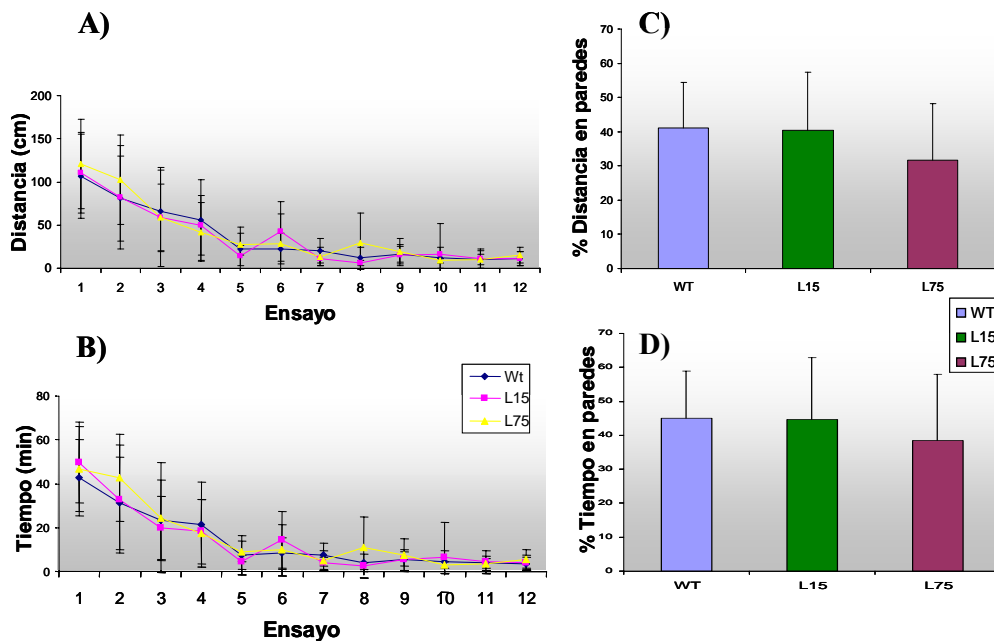 A)
Distancia (cm)
200
150
100
50
0
1 2 3 4 5 6 7 8 9 10 11 12
Ensayo
B)
Tiempo (min)
80
60
40
20
0
Wt
L15
L75
1 2 3 4 5 6 7 8 9 10 11 12
Ensayo
C)
% Distancia en paredes
70
60
50
40
30
20
10
0
WT L15 L75
WT
L15
L75
D)
% Tiempo en paredes
70
60
50
40
30
20
10
0
WT L15 L75